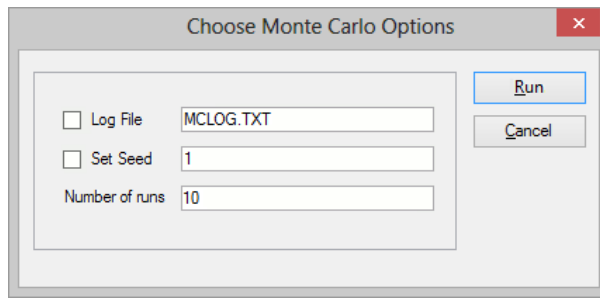 Choose Monte Carlo Options
Log File MCLOG.TXT
Set Seed 1
Number of runs 10
Run
Cancel